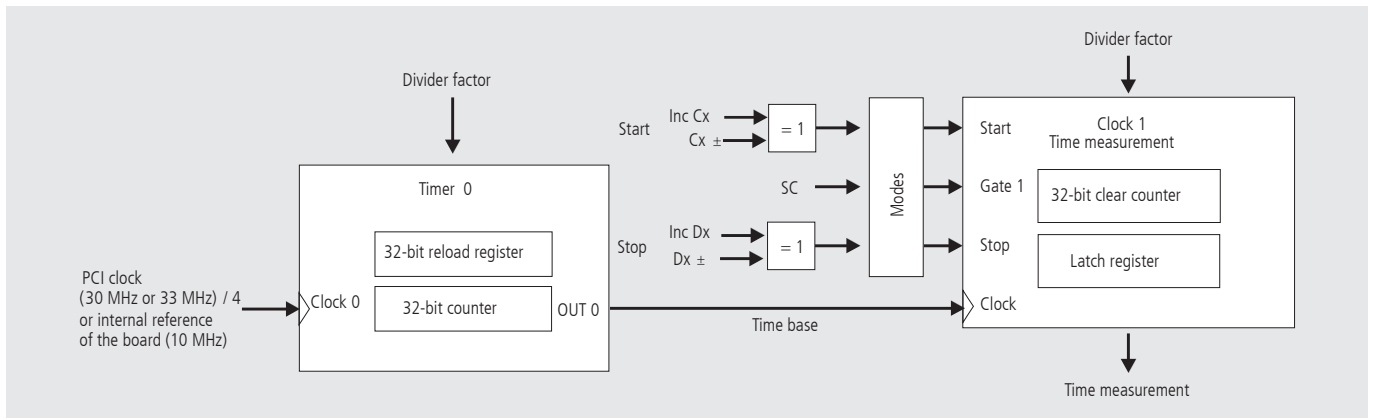 Divider factor
Timer 0
32-bit reload register
32-bit counter
PCI clock
(30 MHz or 33 MHz) / 4
or internal reference
of the board (10 MHz)
Clock 0
OUT 0
Time base
Start
Inc Cx
Cx ±
= 1
SC
Stop
Inc Dx
Dx ±
= 1
Modes
Divider factor
Clock 1
Time measurement
Start
Gate 1
Stop
Clock
32-bit clear counter
Latch register
Time measurement